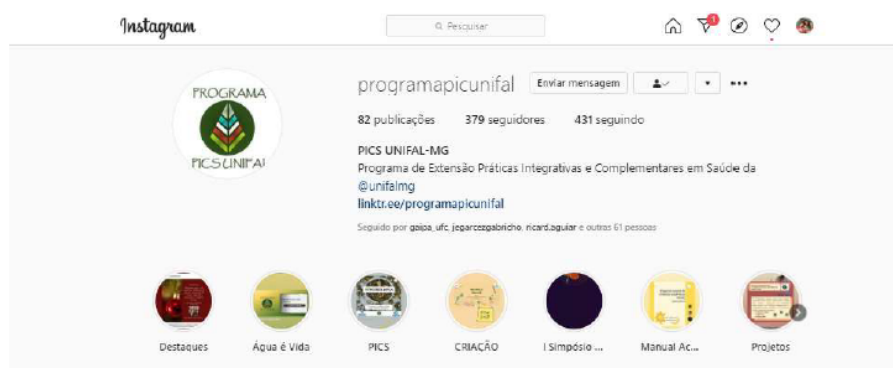 Instagram
Pesquisar
1
PROGRAMA
PICS UNIFAL
programapicunifal Enviar mensagem
82 publicações 379 seguidores 431 seguindo
PICS UNIFAL-MG
Programa de Extensão Práticas Integrativas e Complementares em Saúde da
@unifalmg
linktr.ee/programapicunifal
Seguido por gaipa_ufc, jegarcezgabricho, ricard.aguiar e outras 61 pessoas
Destaques Água é Vida PICS CRIAÇÃO I Simpósio ... Manual Ac... Projetos